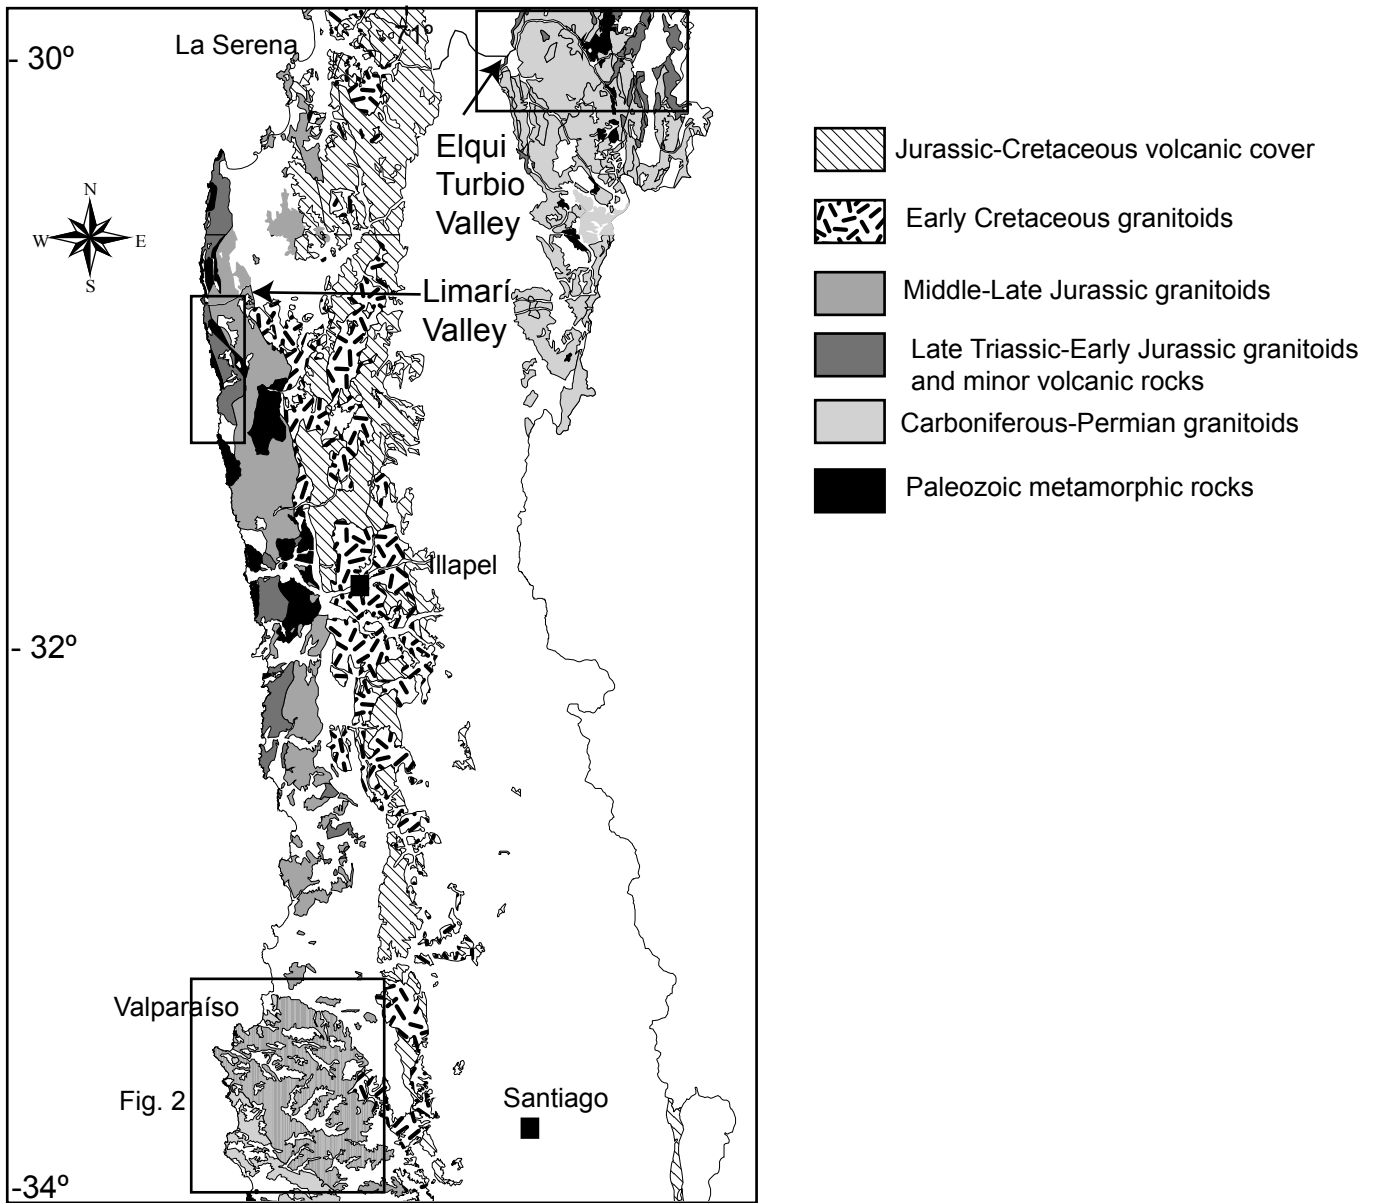 La Serena
71º
- 30º
Elqui
Turbio
Valley
N
W
E
S
Limarí
Valley
Illapel
- 32º
Valparaíso
Fig. 2
Santiago
-34º
Jurassic-Cretaceous volcanic cover
Early Cretaceous granitoids
Middle-Late Jurassic granitoids
Late Triassic-Early Jurassic granitoids
and minor volcanic rocks
Carboniferous-Permian granitoids
Paleozoic metamorphic rocks